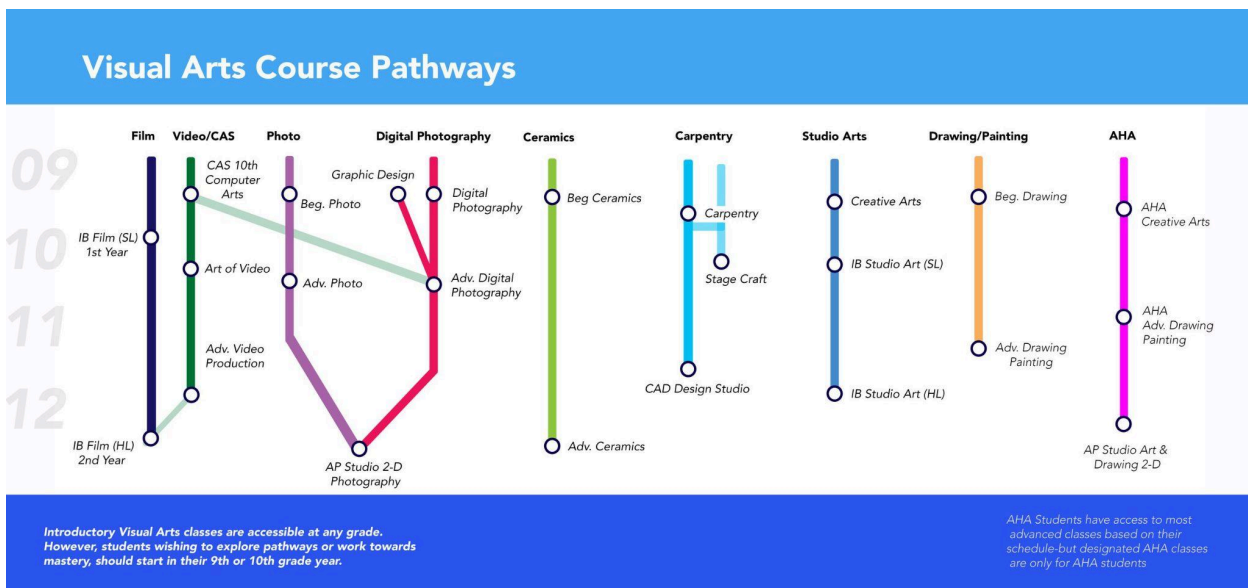 Visual Arts Course Pathways
Film
Video/CAS
Photo
Digital Photography
Ceramics
Carpentry
Studio Arts
Drawing/Painting
AHA
09
10
11
12
IB Film (SL)
1st Year
IB Film (HL)
2nd Year
CAS 10th
Computer
Arts
Art of Video
Adv. Video
Production
Beg. Photo
Adv. Photo
Graphic Design
Digital
Photography
Adv. Digital
Photography
AP Studio 2-D
Photography
Beg Ceramics
Adv. Ceramics
Carpentry
Stage Craft
CAD Design Studio
Creative Arts
IB Studio Art (SL)
IB Studio Art (HL)
Beg. Drawing
Adv. Drawing
Painting
AHA
Creative Arts
AHA
Adv. Drawing
Painting
AP Studio Art &
Drawing 2-D
Introductory Visual Arts classes are accessible at any grade.
However, students wishing to explore pathways or work towards
mastery, should start in their 9th or 10th grade year.
AHA Students have access to most
advanced classes based on their
schedule-but designated AHA classes
are only for AHA students